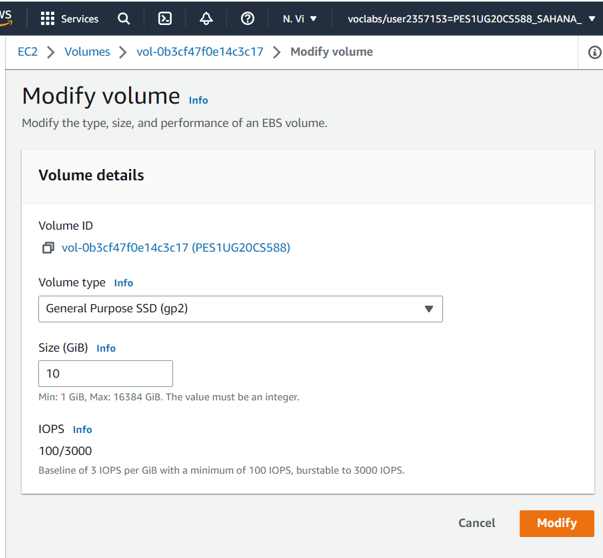 Services N. Vi voclabs/user2357153=PES1UG20CS588_SAHANA_
EC2 Volumes vol-0b3cf47f0e14c3c17 Modify volume
Modify volume Info
Modify the type, size, and performance of an EBS volume.
Volume details
Volume ID
vol-0b3cf47f0e14c3c17 (PES1UG20CS588)
Volume type Info
General Purpose SSD (gp2)
Size (GiB) Info
10
Min: 1 GiB, Max: 16384 GiB. The value must be an integer.
IOPS Info
100/3000
Baseline of 3 IOPS per GiB with a minimum of 100 IOPS, burstable to 3000 IOPS.
Cancel Modify